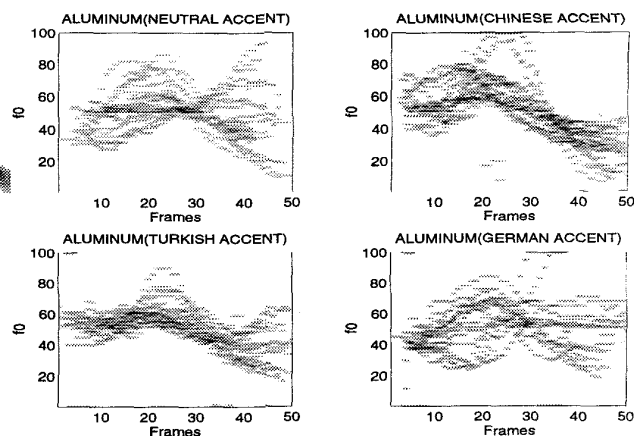 ALUMINUM(NEUTRAL ACCENT)
100
80
60
40
20
f0
10 20 30 40 50
Frames
ALUMINUM(CHINESE ACCENT)
100
80
60
40
20
f0
10 20 30 40 50
Frames
ALUMINUM(TURKISH ACCENT)
100
80
60
40
20
f0
10 20 30 40 50
Frames
ALUMINUM(GERMAN ACCENT)
100
80
60
40
20
f0
10 20 30 40 50
Frames